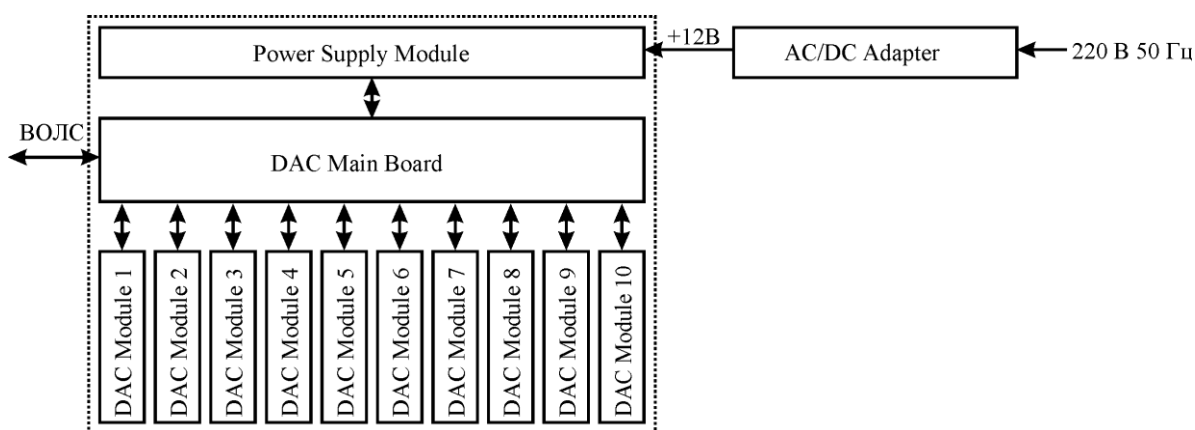 +12В
Power Supply Module
AC/DC Adapter
220 В 50 Гц
ВОЛС
DAC Main Board
DAC Module 1
DAC Module 2
DAC Module 3
DAC Module 4
DAC Module 5
DAC Module 6
DAC Module 7
DAC Module 8
DAC Module 9
DAC Module 10